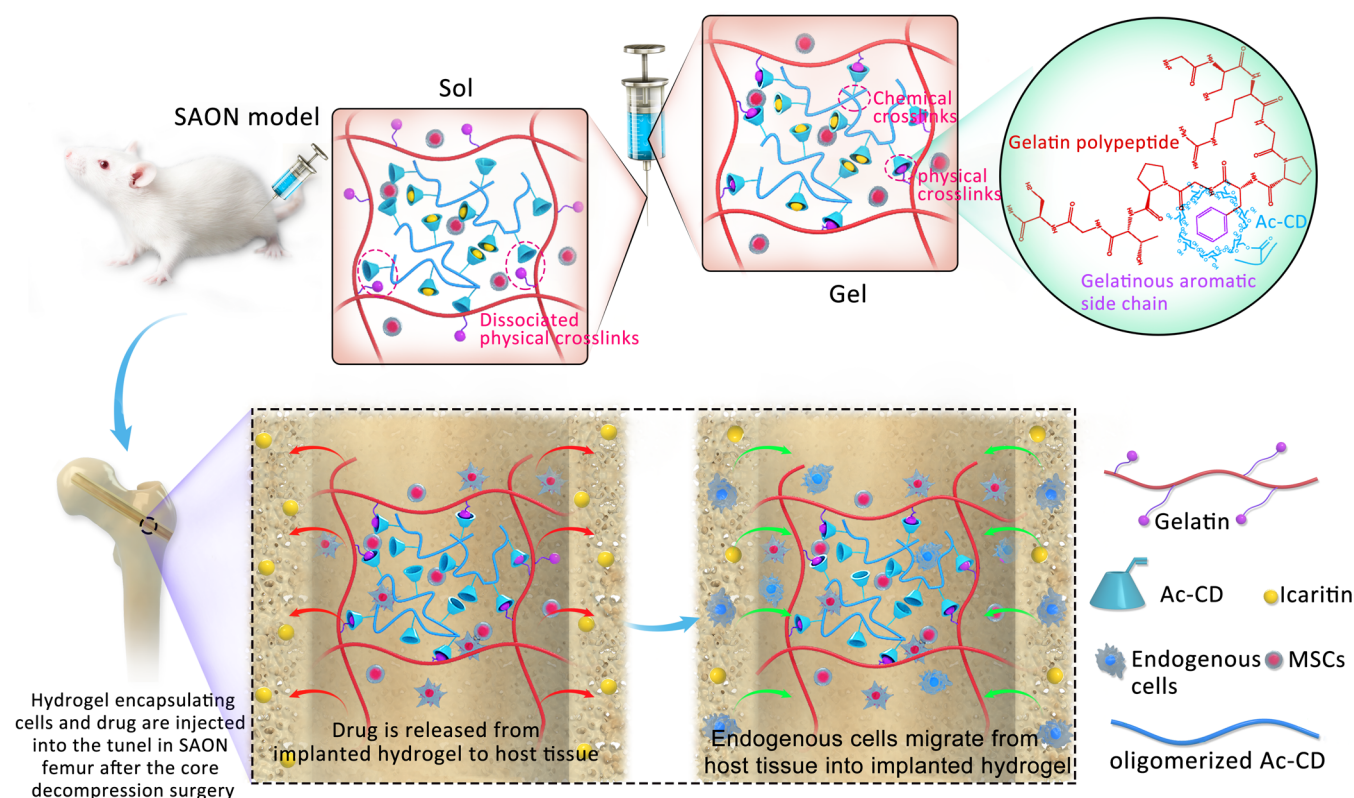 SAON model
Sol
Dissociated
physical crosslinks
Chemical
crosslinks
physical
crosslinks
Gel
Gelatin polypeptide
Ac-CD
Gelatinous aromatic
side chain
Hydrogel encapsulating
cells and drug are injected
into the tunnel in SAON
femur after the core
decompression surgery
Drug is released from
implanted hydrogel to host tissue
Endogenous cells migrate from
host tissue into implanted hydrogel
Gelatin
Ac-CD
Icaritin
Endogenous
cells
MSCs
oligomerized Ac-CD